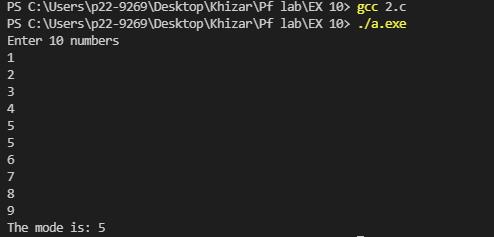 PS C:\Users\p22-9269\Desktop\Khizar\Pf lab\EX 10> gcc 2.c
PS C:\Users\p22-9269\Desktop\Khizar\Pf lab\EX 10> ./a.exe
Enter 10 numbers
1
2
3
4
5
5
6
7
8
9
The mode is: 5